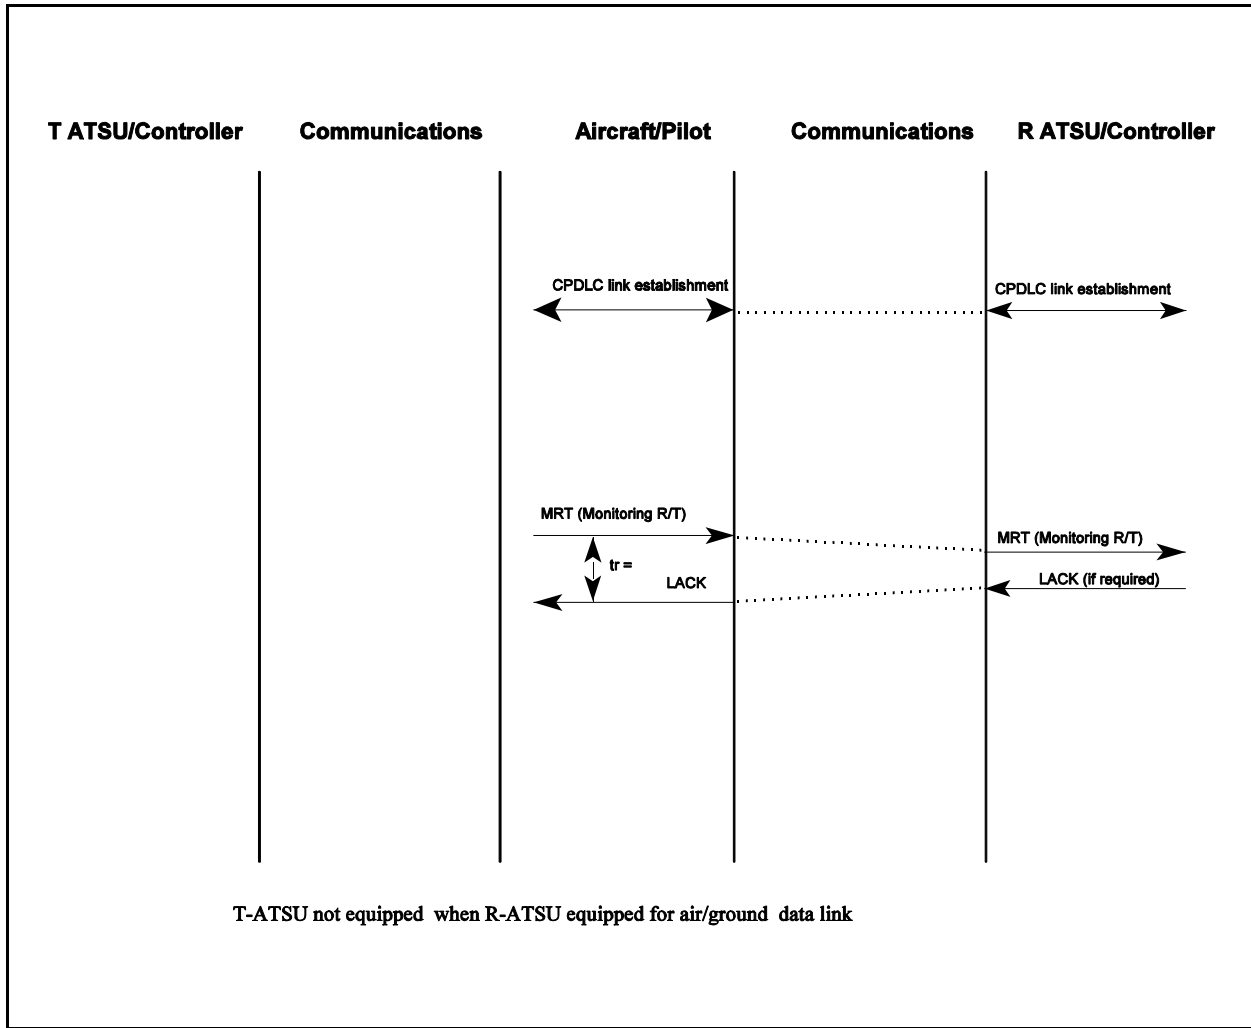 T ATSU/Controller
Communications
Aircraft/Pilot
Communications
R ATSU/Controller
CPDLC link establishment
CPDLC link establishment
MRT (Monitoring R/T)
MRT (Monitoring R/T)
tr =
LACK
LACK (if required)
T-ATSU not equipped when R-ATSU equipped for air/ground data link